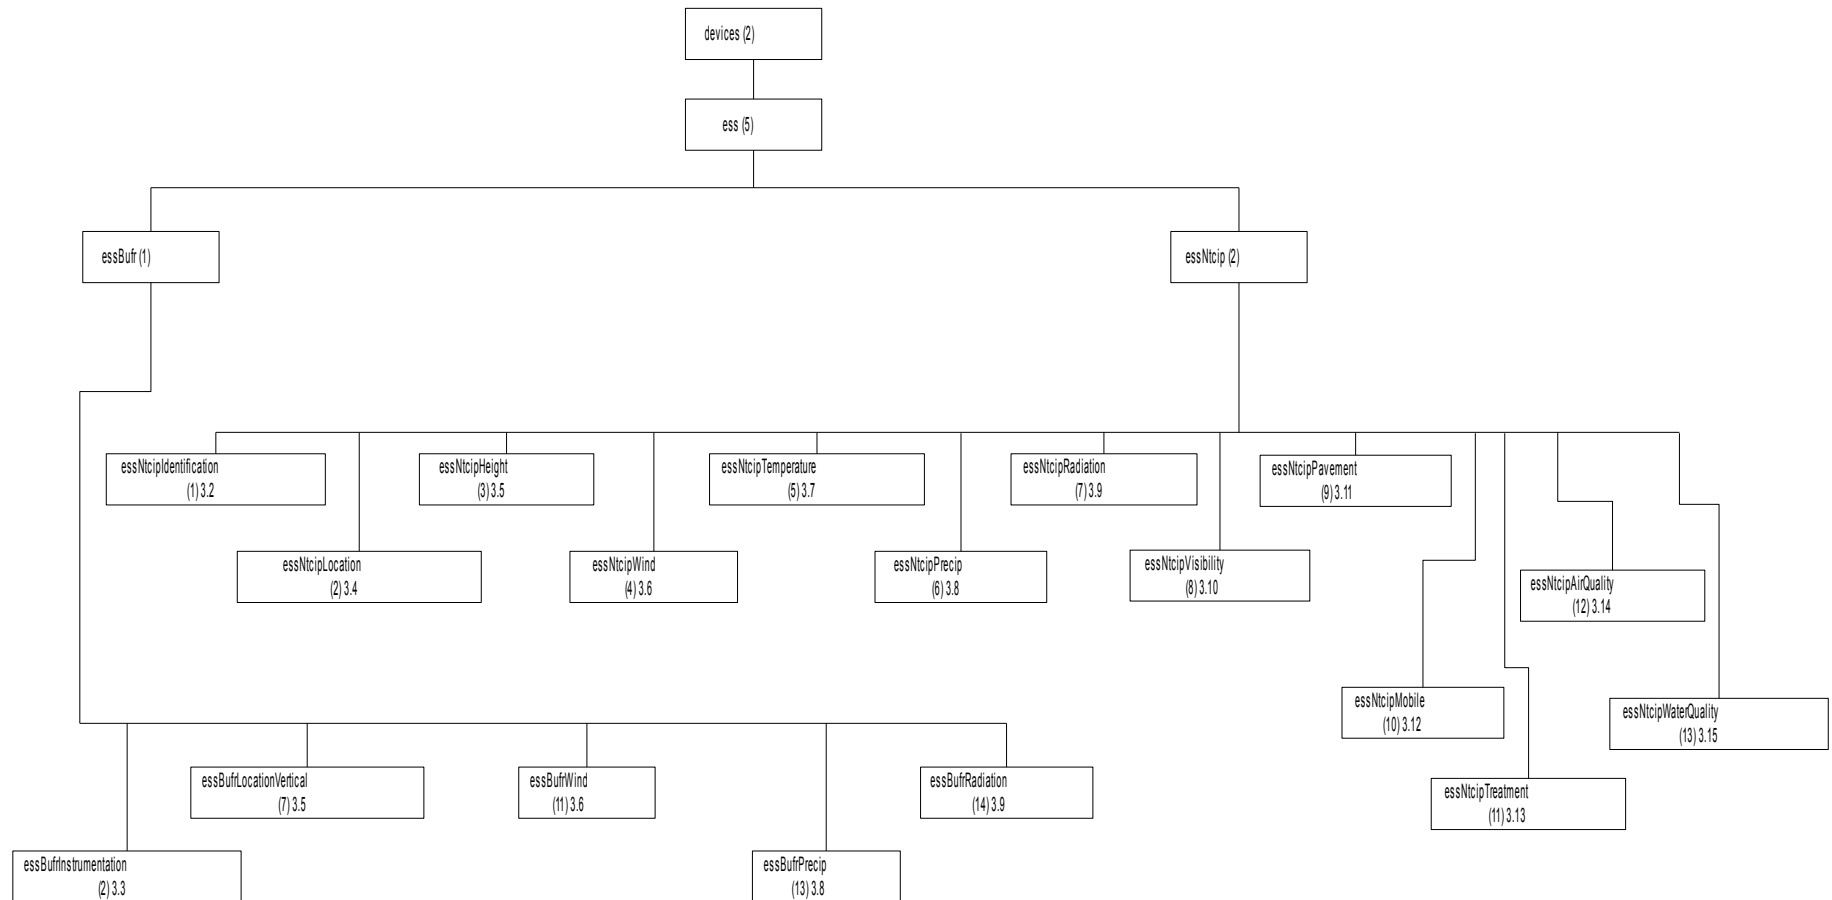 devices (2)
ess (5)
essBufr (1)
essNtcip (2)
essNtcipIdentification
(1) 3.2
essNtcipHeight
(3) 3.5
essNtcipTemperature
(5) 3.7
essNtcipRadiation
(7) 3.9
essNtcipPavement
(9) 3.11
essNtcipLocation
(2) 3.4
essNtcipWind
(4) 3.6
essNtcipPrecip
(6) 3.8
essNtcipVisibility
(8) 3.10
essNtcipAirQuality
(12) 3.14
essNtcipMobile
(10) 3.12
essNtcipWaterQuality
(13) 3.15
essBufrLocationVertical
(7) 3.5
essBufrWind
(11) 3.6
essBufrRadiation
(14) 3.9
essNtcipTreatment
(11) 3.13
essBufrInstrumentation
(2) 3.3
essBufrPrecip
(13) 3.8